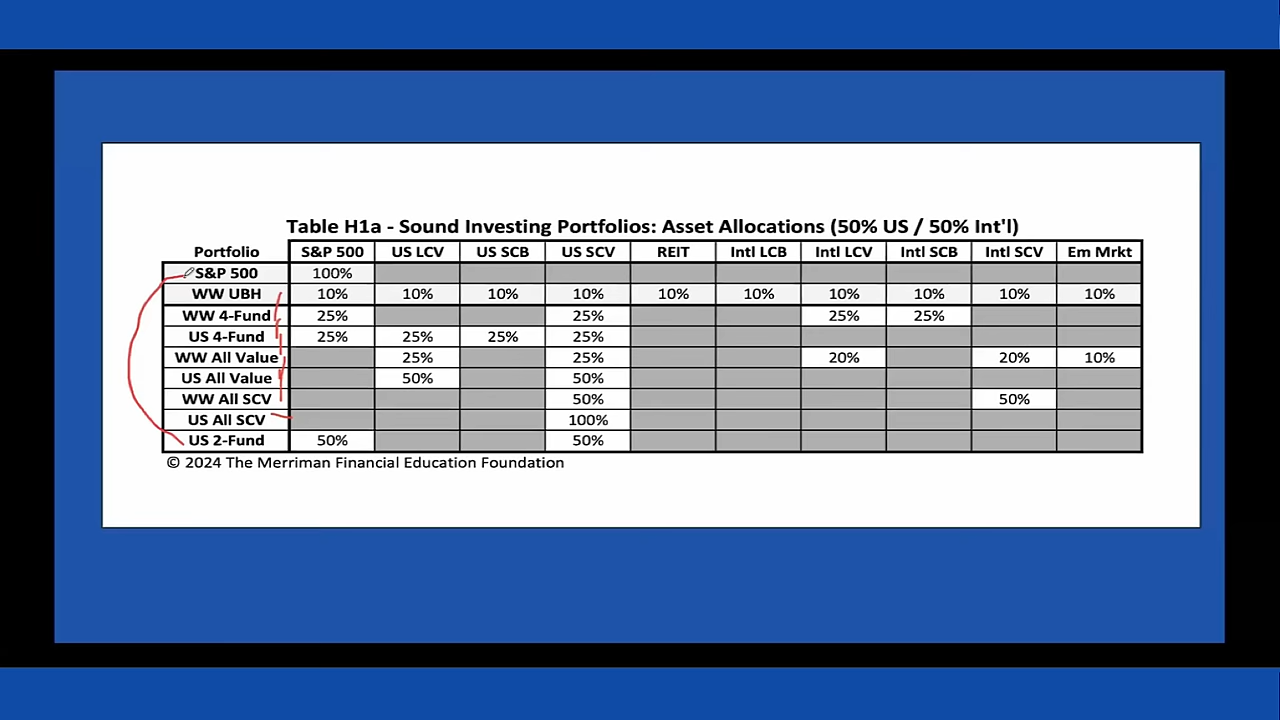 Table H1a - Sound Investing Portfolios: Asset Allocations (50% US / 50% Int'l)
Portfolio S&P 500 US LCV US SCB US SCV REIT Intl LCB Intl LCV Intl SCB Intl SCV Em Mrkt
S&P 500 100%
WW UBH 10% 10% 10% 10% 10% 10% 10% 10% 10% 10%
WW 4-Fund 25% 25% 25% 25%
US 4-Fund 25% 25% 25% 25%
WW All Value 25% 25% 20% 20% 10%
US All Value 50% 50%
WW All SCV 50% 50%
US All SCV 100%
US 2-Fund 50% 50%
© 2024 The Merriman Financial Education Foundation